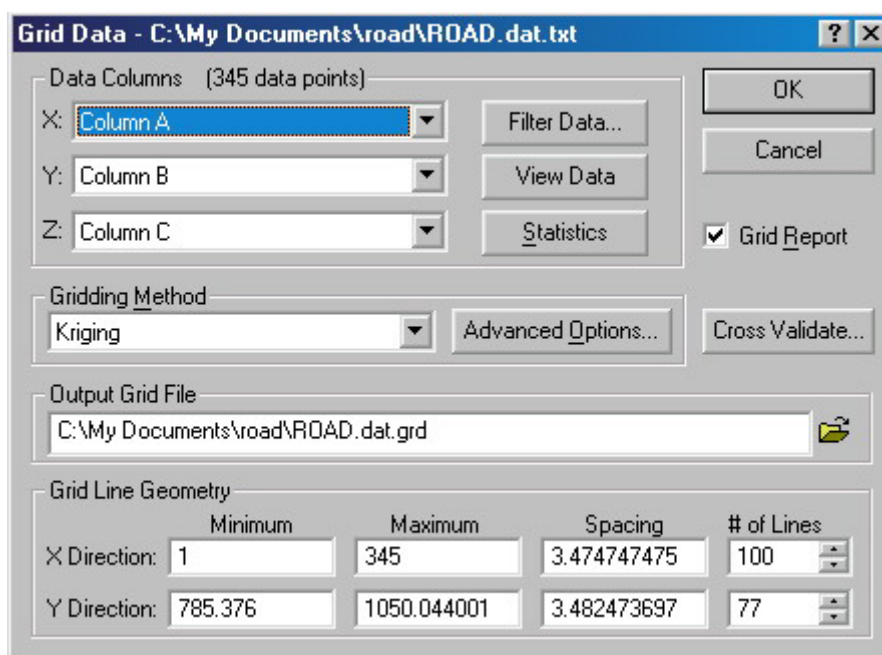 Grid Data - C:\My Documents\road\ROAD.dat.txt
Data Columns (345 data points)
X: Column A
Filter Data...
Y: Column B
View Data
Z: Column C
Statistics
OK
Cancel
Grid Report
Gridding Method
Kriging
Advanced Options...
Cross Validate...
Output Grid File
C:\My Documents\road\ROAD.dat.grd
Grid Line Geometry
Minimum Maximum Spacing # of Lines
X Direction: 1 345 3.474747475 100
Y Direction: 785.376 1050.044001 3.482473697 77